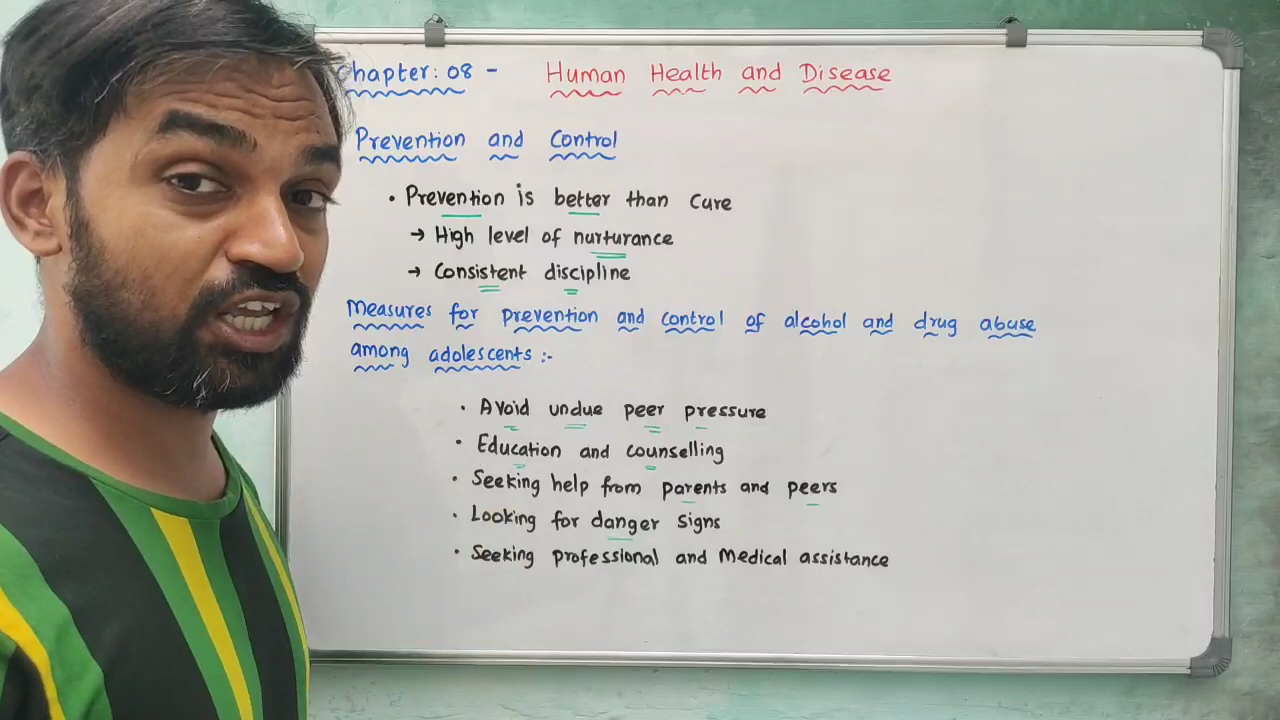 Chapter: 08 - Human Health and Disease
Prevention and Control
• Prevention is better than cure
→ High level of nurturance
→ Consistent discipline
Measures for prevention and control of alcohol and drug abuse
among adolescents :-
• Avoid undue peer pressure
• Education and counselling
• Seeking help from parents and peers
• Looking for danger signs
• Seeking professional and Medical assistance